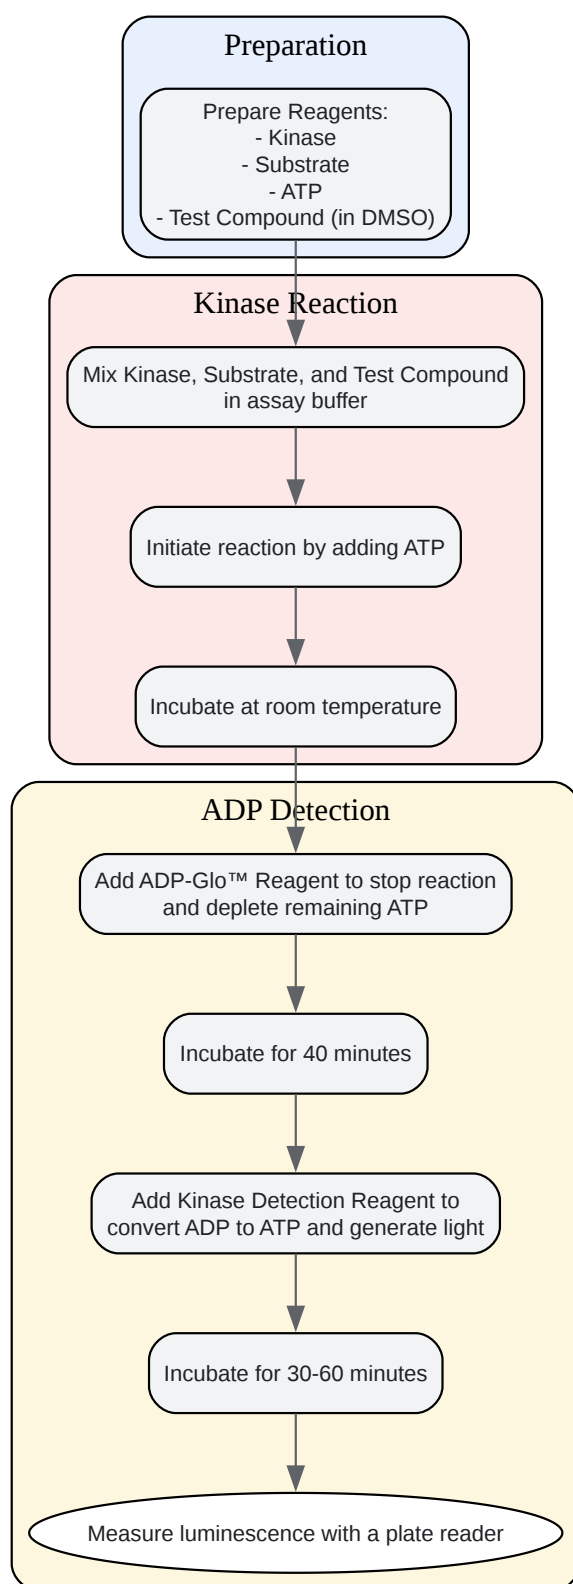 Preparation
Prepare Reagents:
- Kinase
- Substrate
- ATP
- Test Compound (in DMSO)
Kinase Reaction
Mix Kinase, Substrate, and Test Compound
in assay buffer
Initiate reaction by adding ATP
Incubate at room temperature
ADP Detection
Add ADP-Glo™ Reagent to stop reaction
and deplete remaining ATP
Incubate for 40 minutes
Add Kinase Detection Reagent to
convert ADP to ATP and generate light
Incubate for 30-60 minutes
Measure luminescence with a plate reader